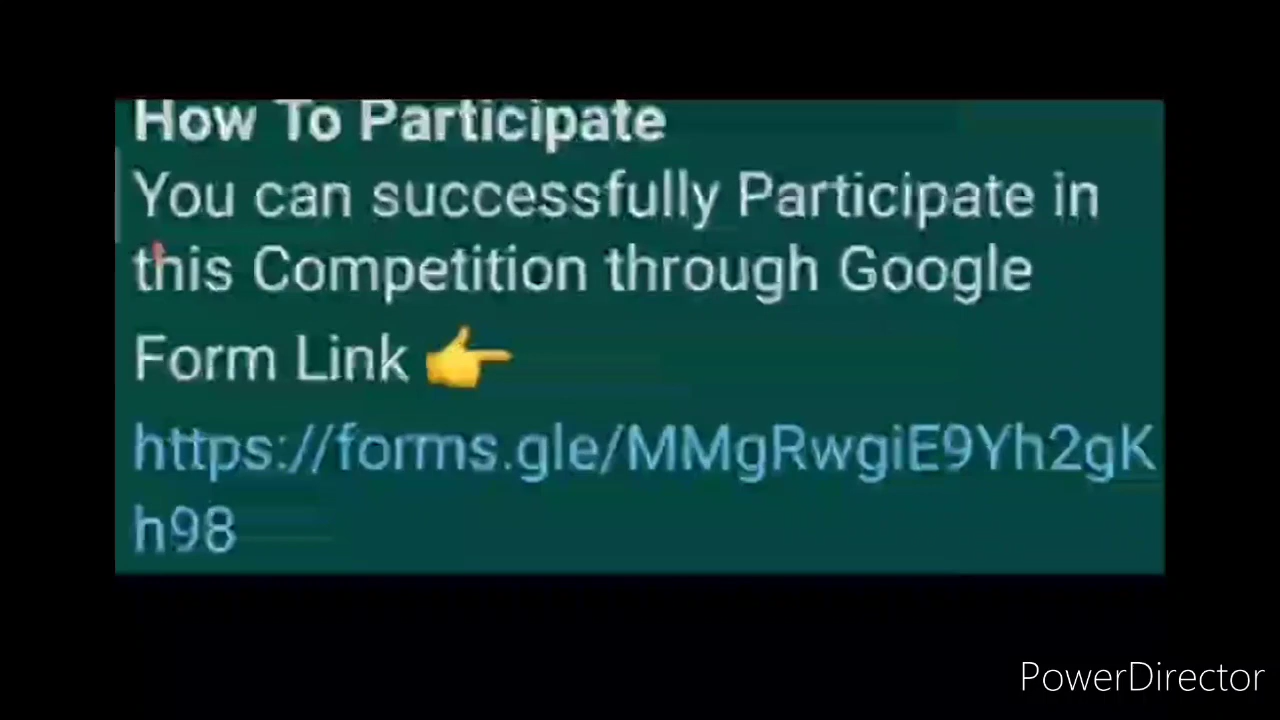 How To Participate
You can successfully Participate in
this Competition through Google
Form Link 👉
https://forms.gle/MMgRwgiE9Yh2gK
h98
PowerDirector